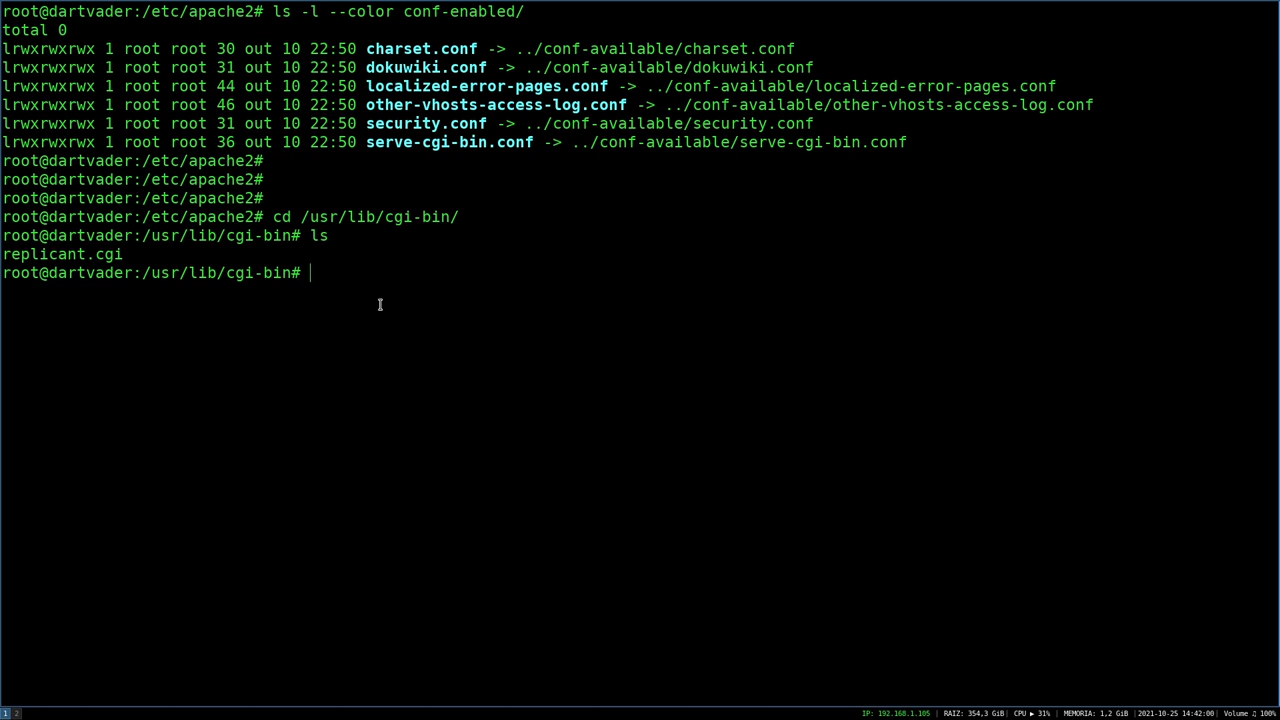 root@dartvader:/etc/apache2# ls -l --color conf-enabled/
total 0
lrwxrwxrwx 1 root root 30 out 10 22:50 charset.conf -> ../conf-available/charset.conf
lrwxrwxrwx 1 root root 31 out 10 22:50 dokuwiki.conf -> ../conf-available/dokuwiki.conf
lrwxrwxrwx 1 root root 44 out 10 22:50 localized-error-pages.conf -> ../conf-available/localized-error-pages.conf
lrwxrwxrwx 1 root root 46 out 10 22:50 other-vhosts-access-log.conf -> ../conf-available/other-vhosts-access-log.conf
lrwxrwxrwx 1 root root 31 out 10 22:50 security.conf -> ../conf-available/security.conf
lrwxrwxrwx 1 root root 36 out 10 22:50 serve-cgi-bin.conf -> ../conf-available/serve-cgi-bin.conf
root@dartvader:/etc/apache2#
root@dartvader:/etc/apache2#
root@dartvader:/etc/apache2#
root@dartvader:/etc/apache2# cd /usr/lib/cgi-bin/
root@dartvader:/usr/lib/cgi-bin# ls
replicant.cgi
root@dartvader:/usr/lib/cgi-bin#
1 2 IP: 192.168.1.105 | RAIZ: 354,3 GiB | CPU ▶ 31% | MEMORIA: 1,2 GiB | 2021-10-25 14:42:00 | Volume ♫ 100%